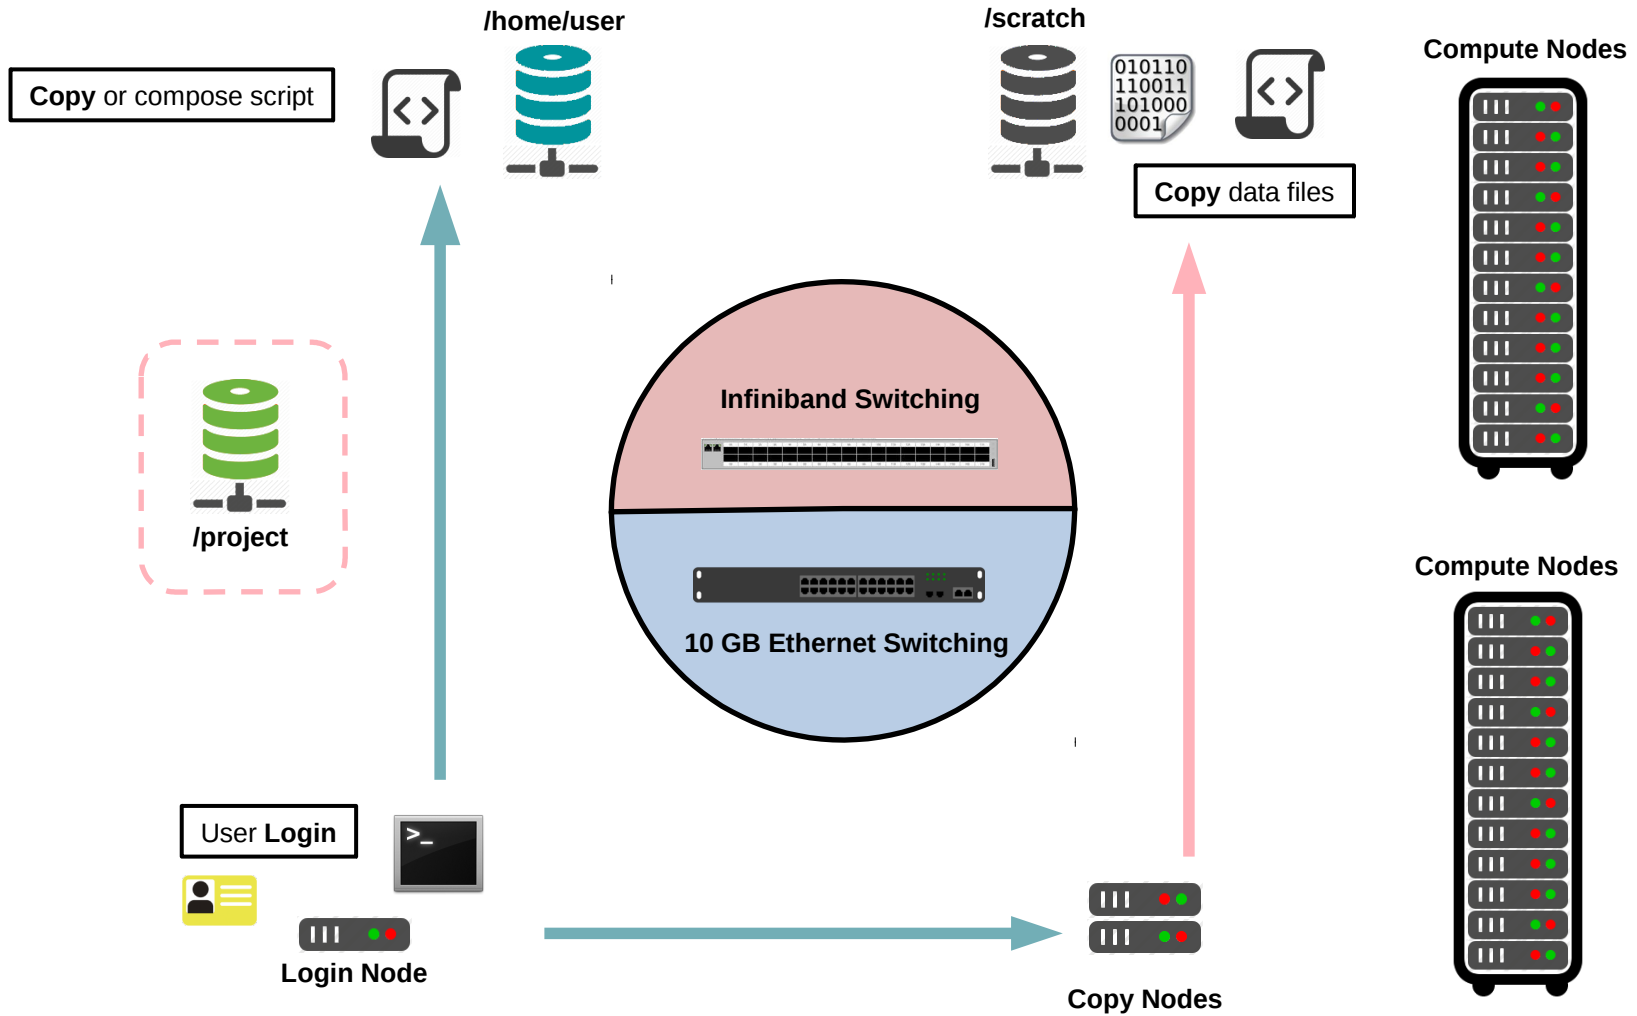 /home/user
/scratch
Compute Nodes
Copy or compose script
010110
110011
101000
0001
Copy data files
Infiniband Switching
/project
10 GB Ethernet Switching
Compute Nodes
User Login
>_
Login Node
Copy Nodes